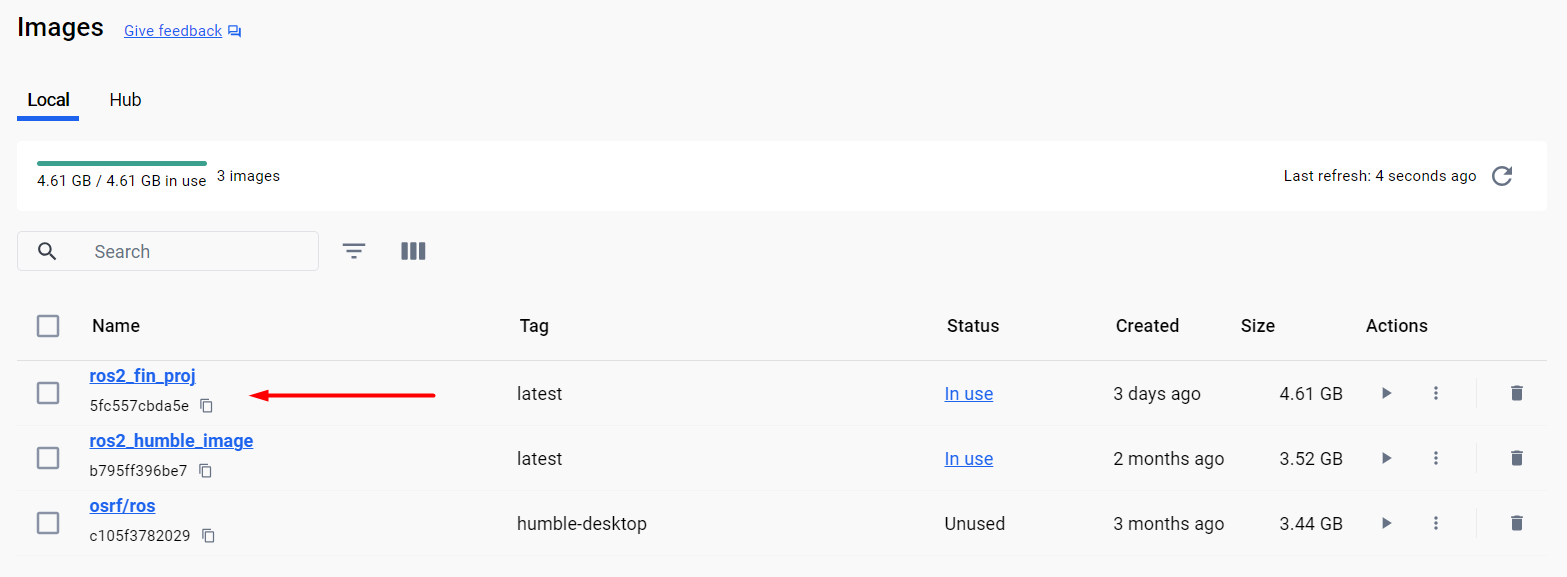 Images Give feedback
Local Hub
4.61 GB / 4.61 GB in use 3 images Last refresh: 4 seconds ago
Search
Name Tag Status Created Size Actions
ros2_fin_proj
5fc557cbda5e latest In use 3 days ago 4.61 GB
ros2_humble_image
b795ff396be7 latest In use 2 months ago 3.52 GB
osrf/ros
c105f3782029 humble-desktop Unused 3 months ago 3.44 GB